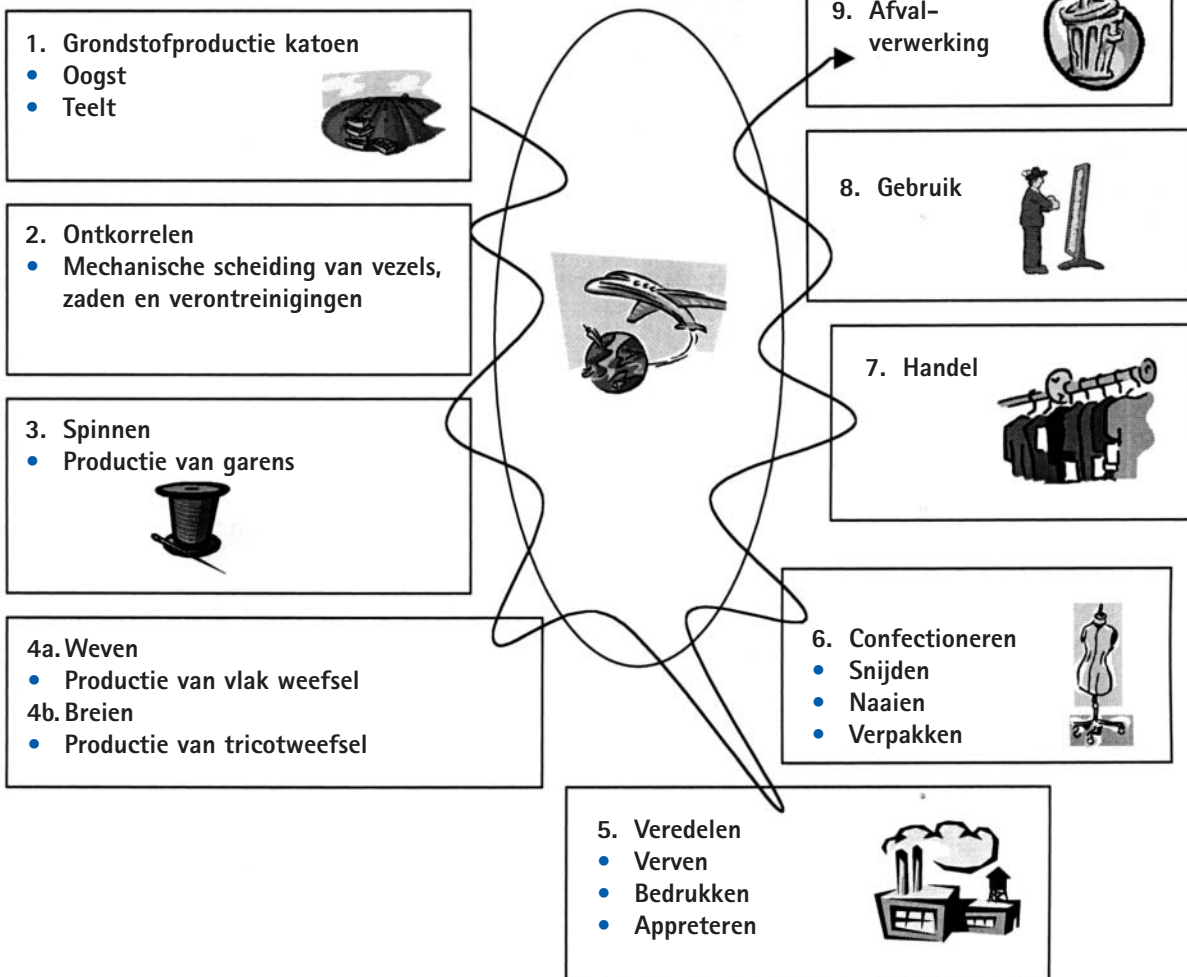 1. Grondstofproductie katoen
• Oogst
• Teelt
2. Ontkorrelen
• Mechanische scheiding van vezels,
zaden en verontreinigingen
3. Spinnen
• Productie van garens
4a. Weven
• Productie van vlak weefsel
4b. Breien
• Productie van tricotweefsel
5. Veredelen
• Verven
• Bedrukken
• Appreteren
6. Confectioneren
• Snijden
• Naaien
• Verpakken
7. Handel
8. Gebruik
9. Afval-
verwerking